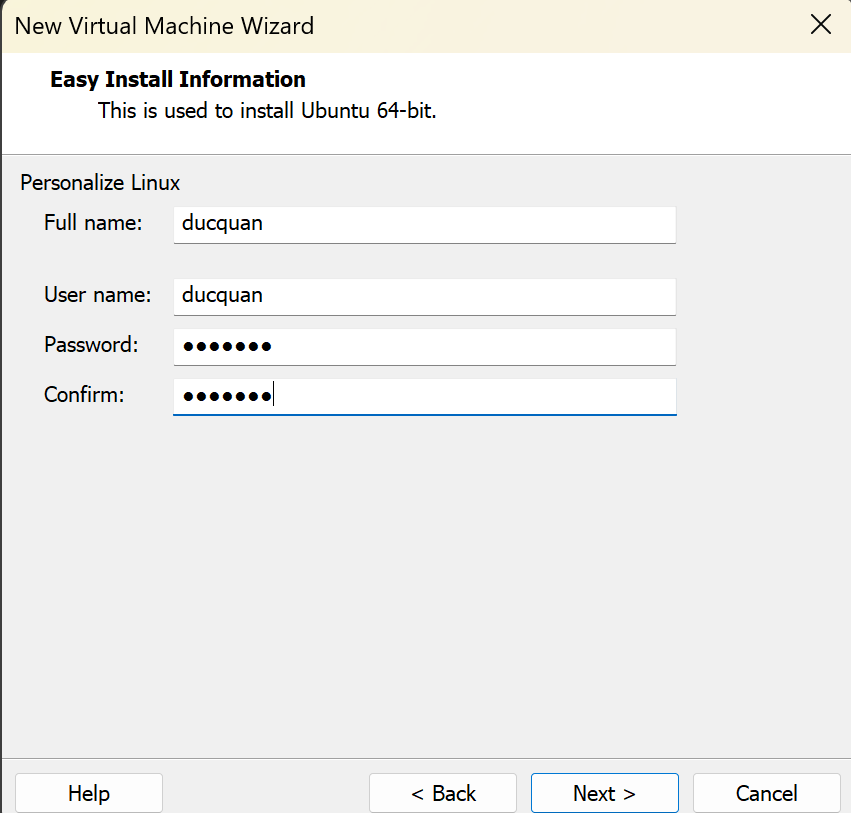 New Virtual Machine Wizard
Easy Install Information
This is used to install Ubuntu 64-bit.
Personalize Linux
Full name: ducquan
User name: ducquan
Password: ●●●●●●●
Confirm: ●●●●●●●
Help < Back Next > Cancel